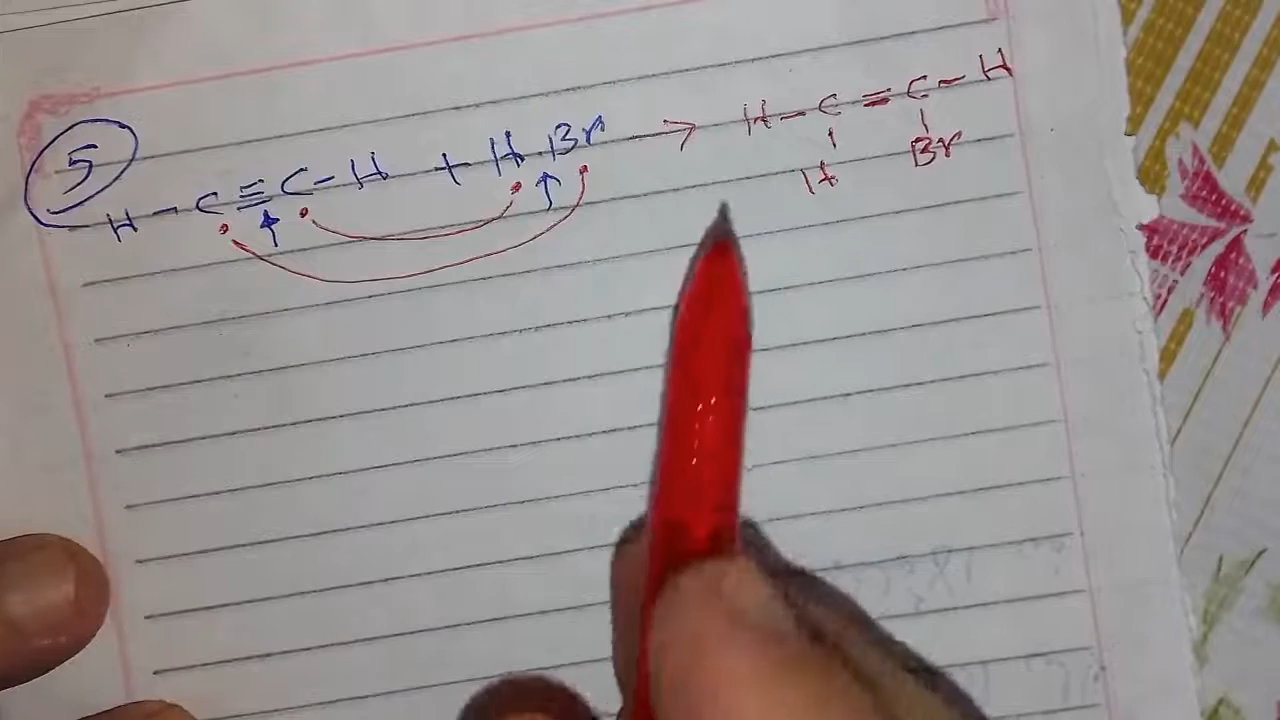 5
H - C ≡ C - H + H Br → H - C = C - H
H Br